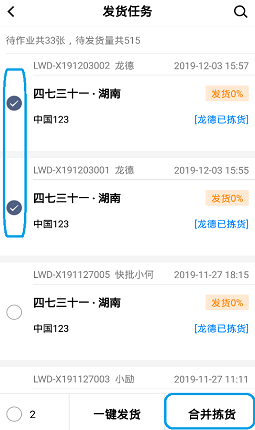 发货任务
待作业共33张，待发货量共515
LWD-X191203002 龙德 2019-12-03 15:57
四七三十一·湖南 发货0%
中国123 [龙德已拣货]
LWD-X191203001 龙德 2019-12-03 15:55
四七三十一·湖南 发货0%
中国123 [龙德已拣货]
LWD-X191127005 快批小何 2019-11-27 18:15
四七三十一·湖南 发货0%
中国123 [龙德已拣货]
LWD-X191127003 小励 2019-11-27 11:11
2 一键发货 合并拣货